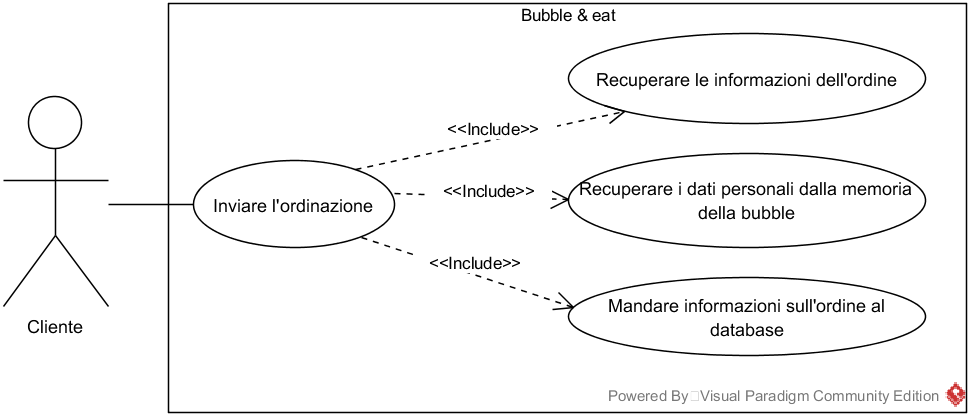 Bubble & eat
Recuperare le informazioni dell'ordine
<<Include>>
Recuperare i dati personali dalla memoria
della bubble
<<Include>>
Inviare l'ordinazione
<<Include>>
Mandare informazioni sull'ordine al
database
Cliente
Powered By Visual Paradigm Community Edition